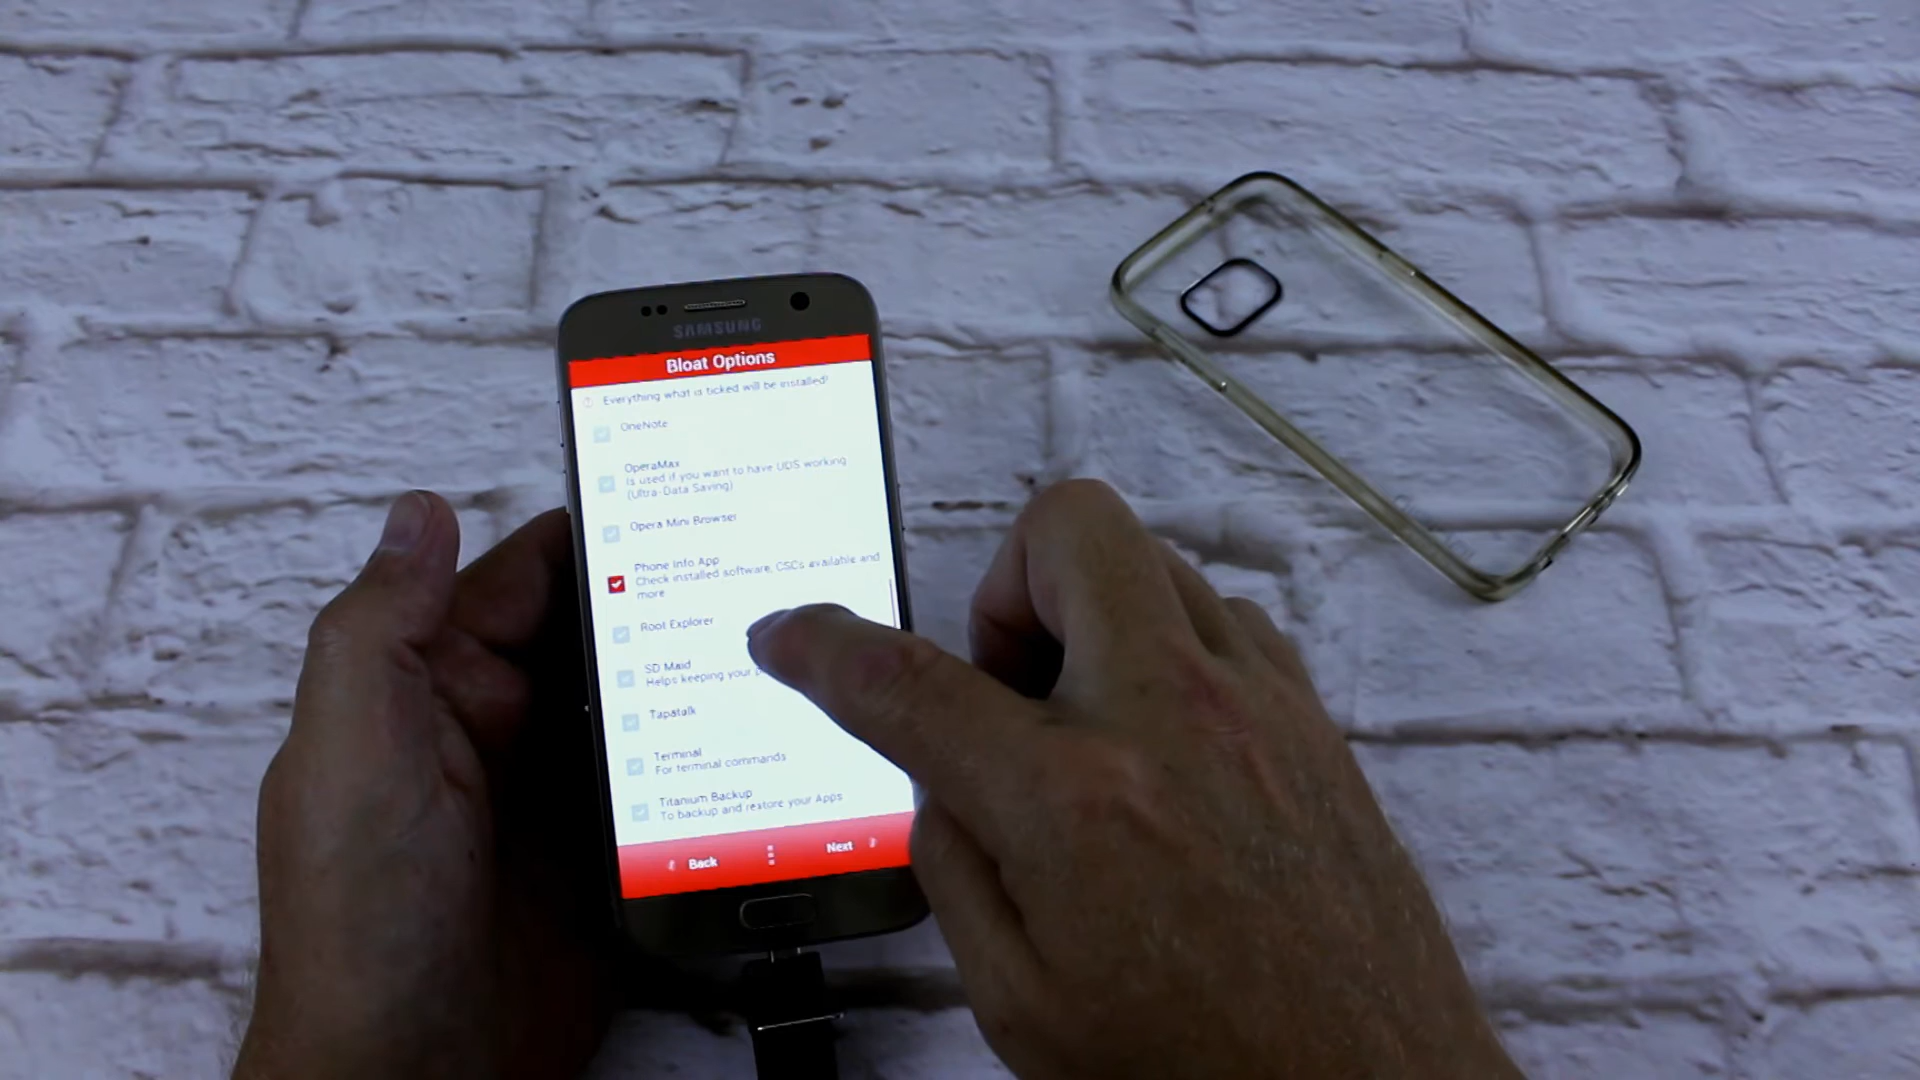 SAMSUNG
Bloat Options
Everything what is ticked will be installed!
OneNote
OperaMax
Is used if you want to have UDS working
(Ultra-Data Saving)
Opera Mini Browser
Phone Info App
Check installed software, CSCs available and
more
Root Explorer
SD Maid
Helps keeping your
Tapatalk
Terminal
For terminal commands
Titanium Backup
To backup and restore your Apps
Back
Next